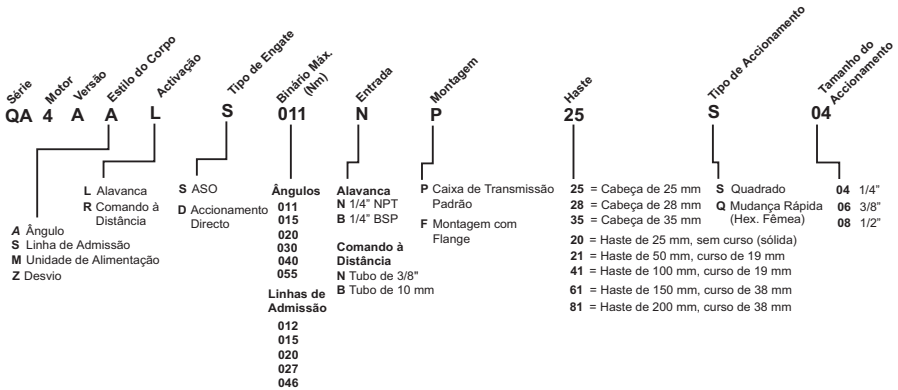 Série
Motor
Versão
Estilo do Corpo
Activação
Tipo de Engate
Binário Máx.
(Nm)
Entrada
Montagem
Haste
Tipo de Accionamento
Tamanho do
Accionamento
QA 4 A A L S 011 N P 25 S 04
A Ângulo
S Linha de Admissão
M Unidade de Alimentação
Z Desvio
L Alavanca
R Comando à
Distância
S ASO
D Accionamento
Directo
Ângulos
011
015
020
030
040
055
Linhas de
Admissão
012
015
020
027
046
Alavanca
N 1/4” NPT
B 1/4” BSP
Comando à
Distância
N Tubo de 3/8"
B Tubo de 10 mm
P Caixa de Transmissão
Padrão
F Montagem com
Flange
25 = Cabeça de 25 mm
28 = Cabeça de 28 mm
35 = Cabeça de 35 mm
20 = Haste de 25 mm, sem curso (sólida)
21 = Haste de 50 mm, curso de 19 mm
41 = Haste de 100 mm, curso de 19 mm
61 = Haste de 150 mm, curso de 38 mm
81 = Haste de 200 mm, curso de 38 mm
S Quadrado
Q Mudança Rápida
(Hex. Fêmea)
04 1/4”
06 3/8”
08 1/2”